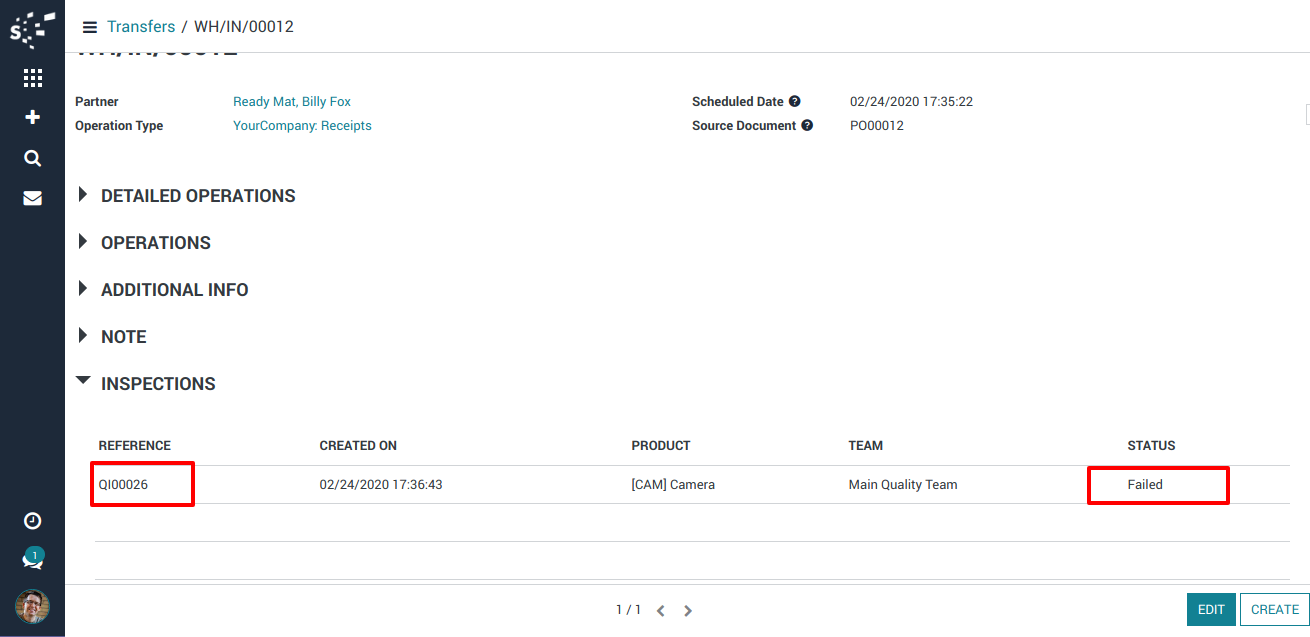 Transfers / WH/IN/00012
Partner Ready Mat, Billy Fox Scheduled Date ? 02/24/2020 17:35:22
Operation Type YourCompany: Receipts Source Document ? PO00012
DETAILED OPERATIONS
OPERATIONS
ADDITIONAL INFO
NOTE
INSPECTIONS
REFERENCE CREATED ON PRODUCT TEAM STATUS
QI00026 02/24/2020 17:36:43 [CAM] Camera Main Quality Team Failed
1
1 / 1
EDIT CREATE